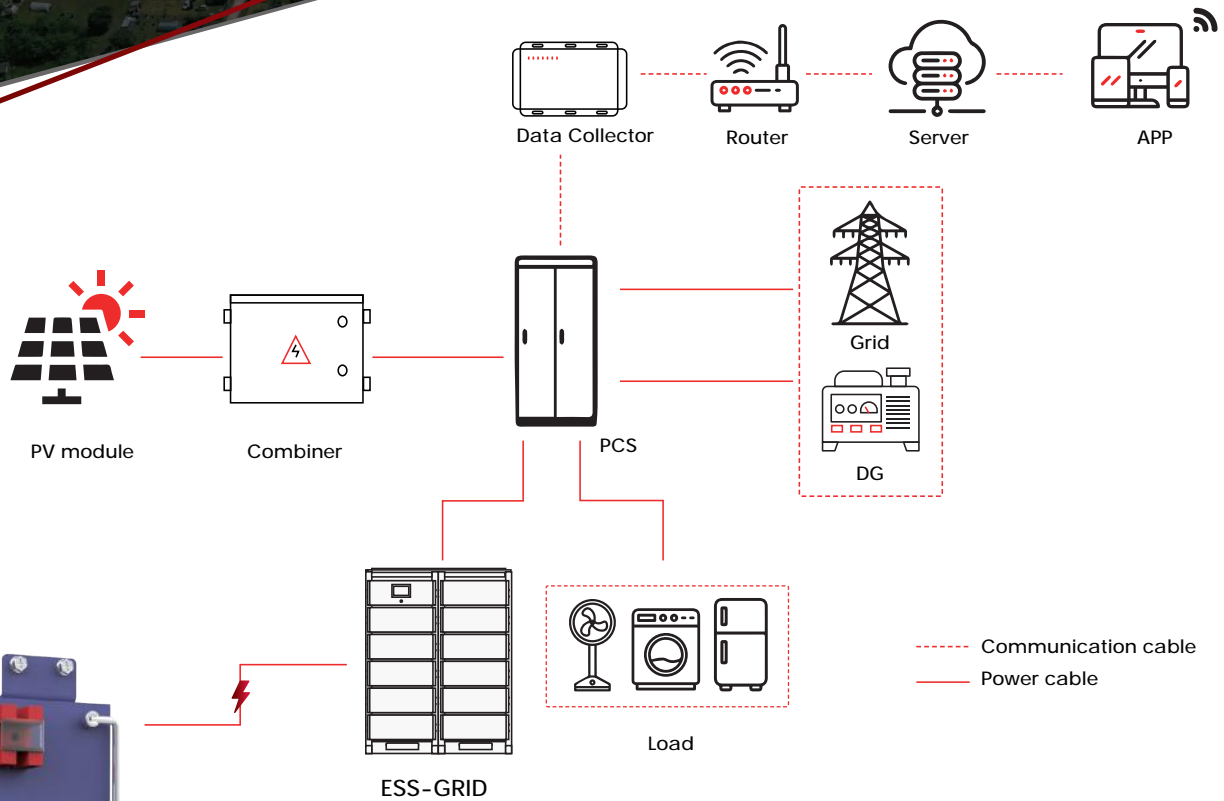 Data Collector
Router
Server
APP
Grid
PV module
Combiner
PCS
DG
Communication cable
Power cable
Load
ESS-GRID